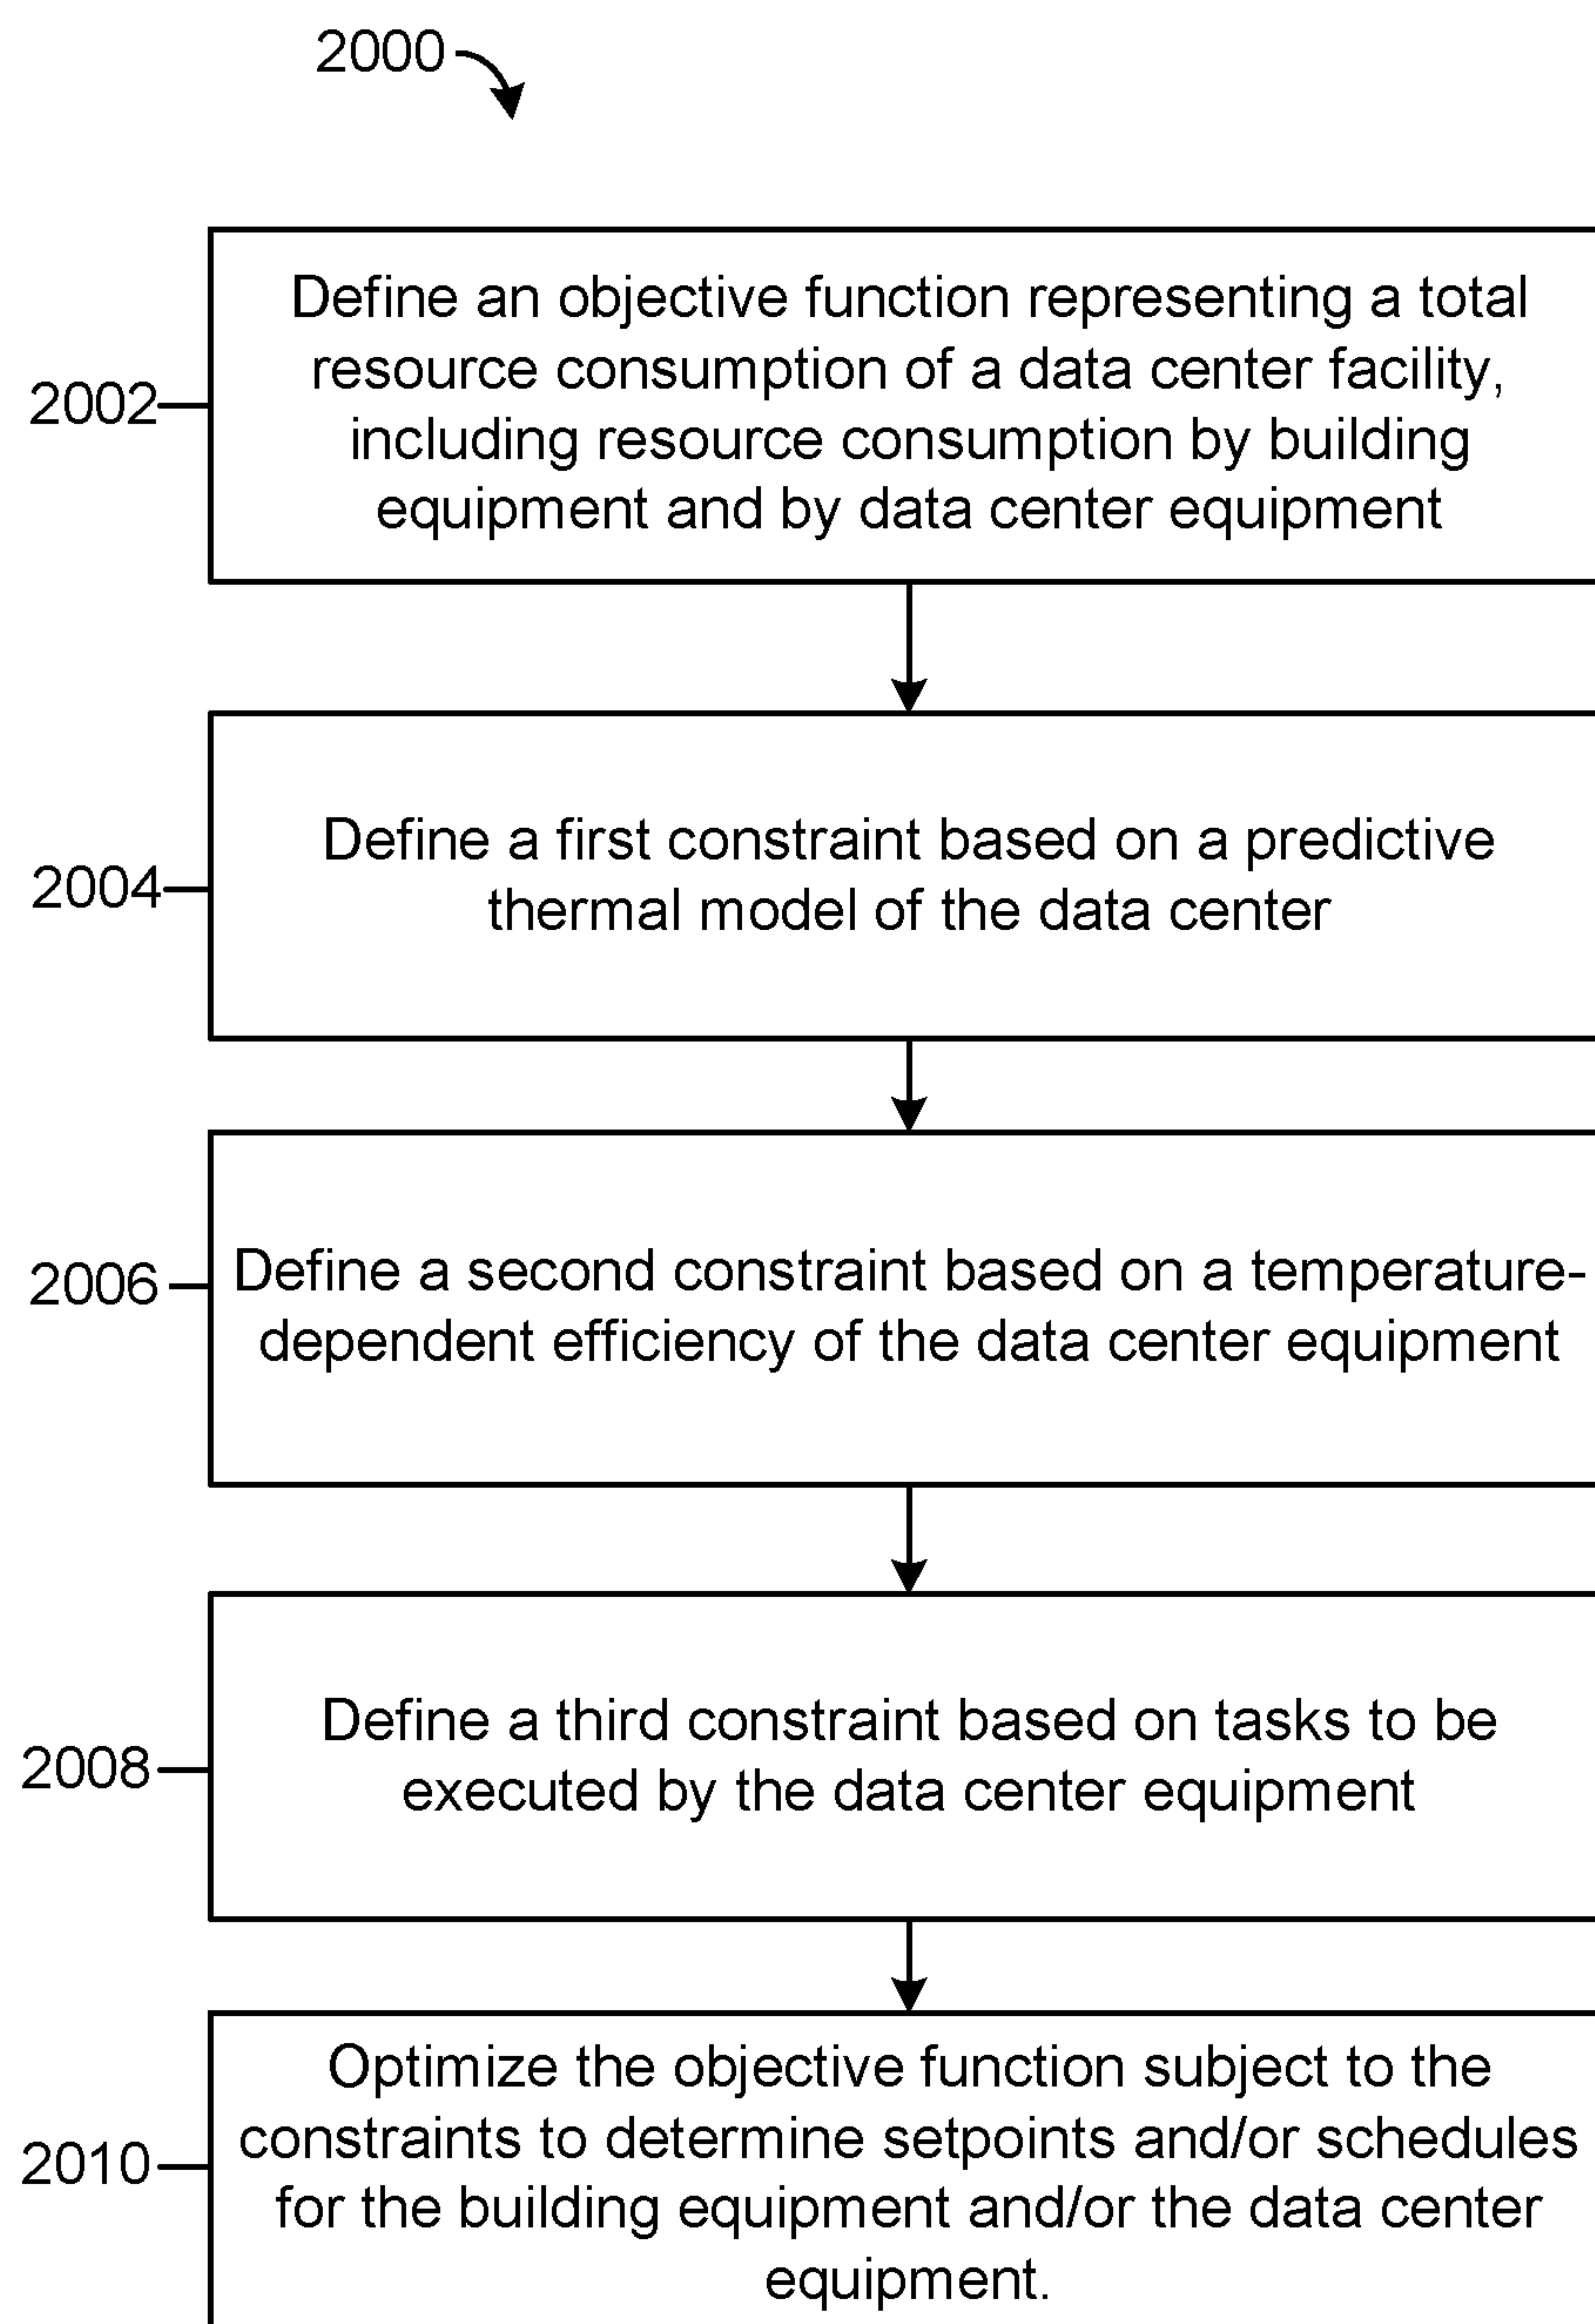 2000
Define an objective function representing a total
resource consumption of a data center facility,
including resource consumption by building
equipment and by data center equipment
2002
Define a first constraint based on a predictive
thermal model of the data center
2004
Define a second constraint based on a temperature-
dependent efficiency of the data center equipment
2006
Define a third constraint based on tasks to be
executed by the data center equipment
2008
Optimize the objective function subject to the
constraints to determine setpoints and/or schedules
for the building equipment and/or the data center
equipment.
2010